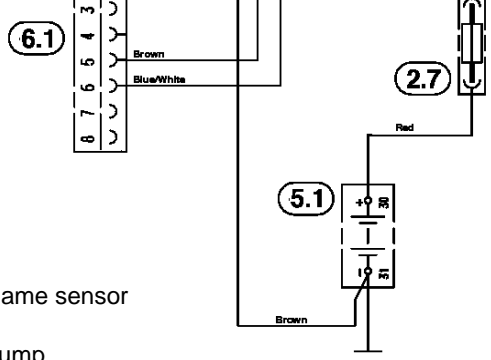 3
6.1
4
5
Brown
6
Blue/White
7
8
2.7
Red
5.1
+ 30
- 31
ame sensor
Brown
ump